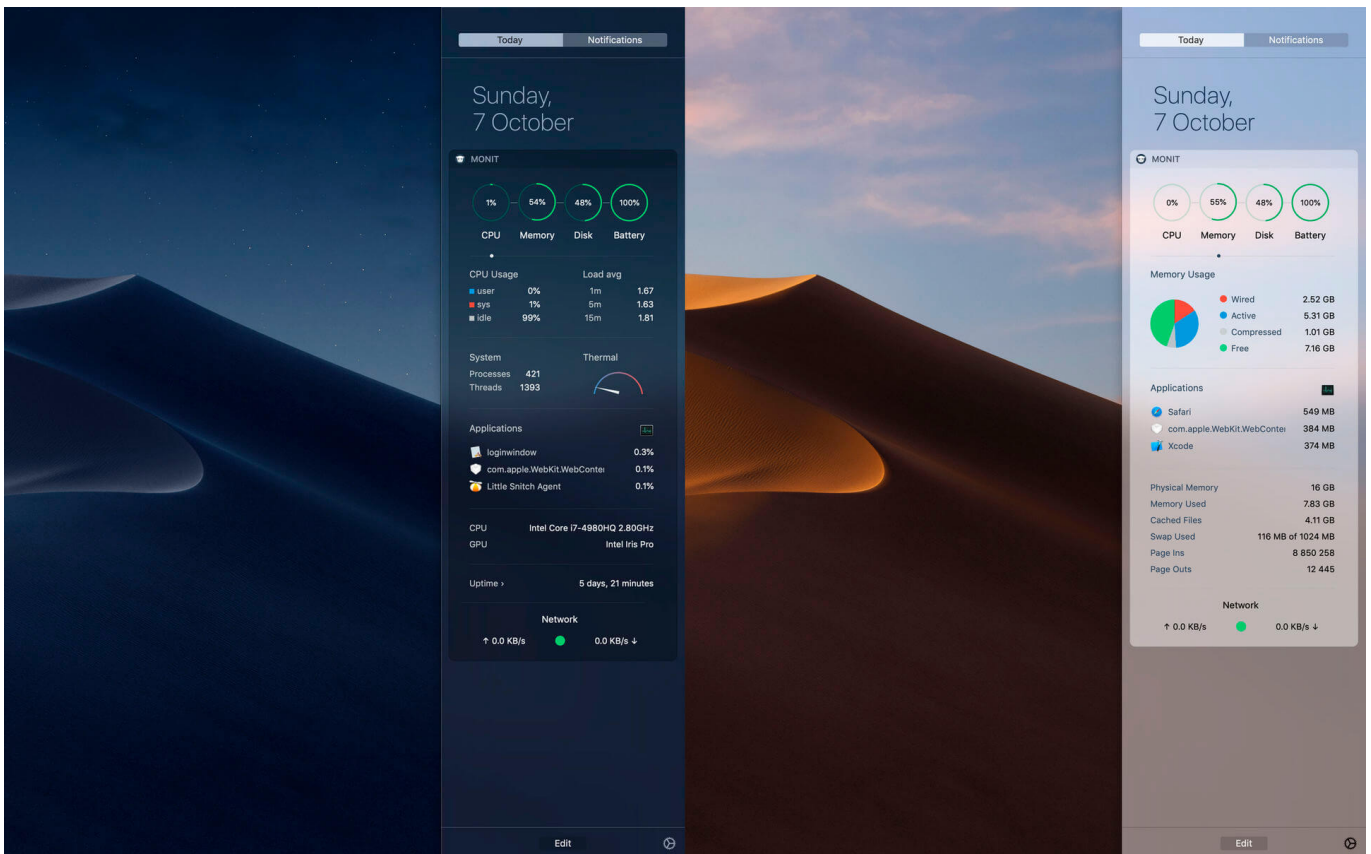 Today Notifications
Sunday,
7 October
MONIT
1% 54% 48% 100%
CPU Memory Disk Battery
CPU Usage Load avg
user 0% 1m 1.67
sys 1% 5m 1.63
idle 99% 15m 1.81
System Thermal
Processes 421
Threads 1393
Applications
loginwindow 0.3%
com.apple.WebKit.WebConte 0.1%
Little Snitch Agent 0.1%
CPU Intel Core i7-4980HQ 2.80GHz
GPU Intel Iris Pro
Uptime › 5 days, 21 minutes
Network
↑ 0.0 KB/s 0.0 KB/s ↓
Edit
Today Notifications
Sunday,
7 October
MONIT
0% 55% 48% 100%
CPU Memory Disk Battery
Memory Usage
Wired 2.52 GB
Active 5.31 GB
Compressed 1.01 GB
Free 7.16 GB
Applications
Safari 549 MB
com.apple.WebKit.WebConte 384 MB
Xcode 374 MB
Physical Memory 16 GB
Memory Used 7.83 GB
Cached Files 4.11 GB
Swap Used 116 MB of 1024 MB
Page Ins 8 850 258
Page Outs 12 445
Network
↑ 0.0 KB/s 0.0 KB/s ↓
Edit